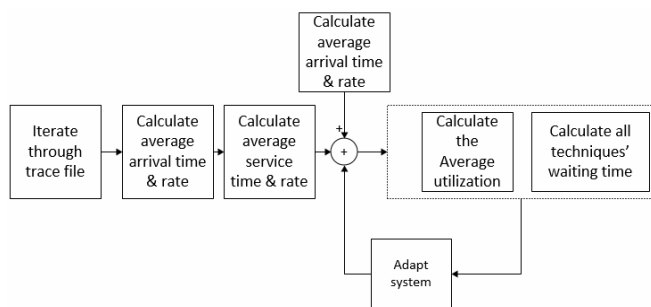 Calculate
average
arrival time
& rate
Iterate
through
trace file
Calculate
average
arrival time
& rate
Calculate
average
service
time & rate
+
+
Calculate
the
Average
utilization
Calculate all
techniques’
waiting time
Adapt
system